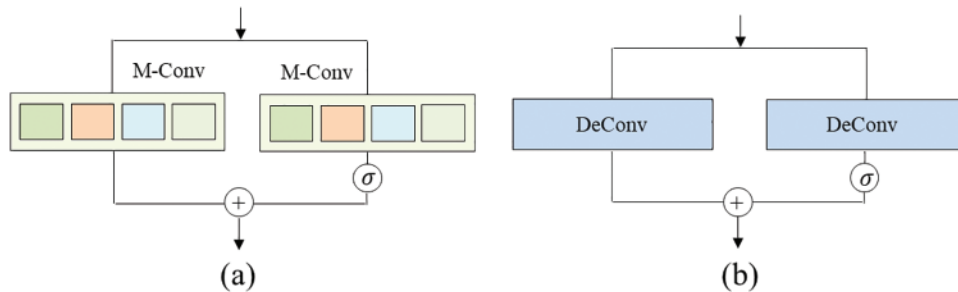 M-Conv M-Conv
DeConv DeConv
σ σ
+ +
(a) (b)